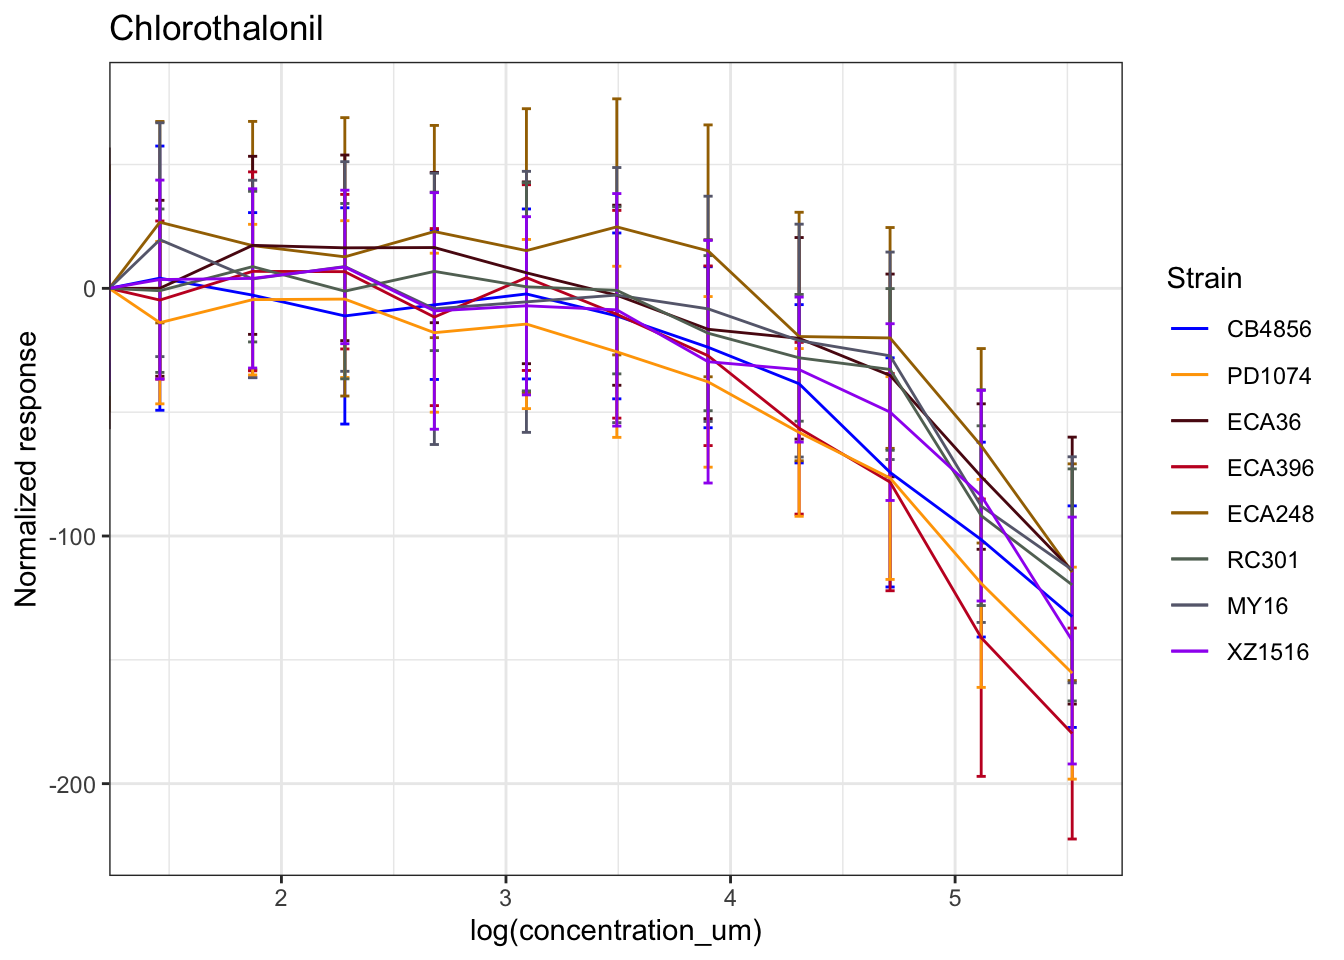 Chlorothalonil
Normalized response
0
-100
-200
2
3
4
5
log(concentration_um)
Strain
CB4856
PD1074
ECA36
ECA396
ECA248
RC301
MY16
XZ1516